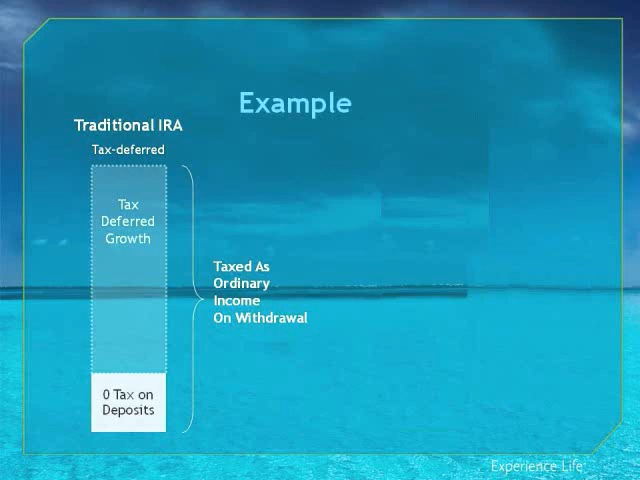 Example
Traditional IRA
Tax-deferred
Tax
Deferred
Growth
Taxed As
Ordinary
Income
On Withdrawal
0 Tax on
Deposits
Experience Life